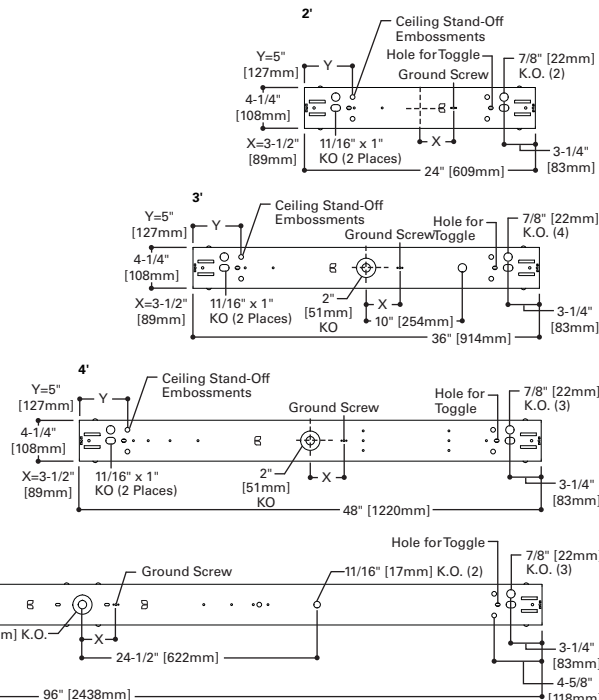 2'
Ceiling Stand-Off
Embossments
Y=5"
[127mm]
Y
Hole for Toggle
7/8" [22mm]
K.O. (2)
Ground Screw
4-1/4"
[108mm]
X=3-1/2"
[89mm]
11/16" x 1"
KO (2 Places)
X
3-1/4"
[83mm]
24" [609mm]
3'
Ceiling Stand-Off
Embossments
Y=5"
[127mm]
Y
Ground Screw
Hole for
Toggle
7/8" [22mm]
K.O. (4)
4-1/4"
[108mm]
X=3-1/2"
[89mm]
11/16" x 1"
KO (2 Places)
2"
[51mm]
KO
X
10" [254mm]
3-1/4"
[83mm]
36" [914mm]
4'
Ceiling Stand-Off
Embossments
Y=5"
[127mm]
Y
Ground Screw
Hole for
Toggle
7/8" [22mm]
K.O. (3)
4-1/4"
[108mm]
X=3-1/2"
[89mm]
11/16" x 1"
KO (2 Places)
2"
[51mm]
KO
X
3-1/4"
[83mm]
48" [1220mm]
Hole for Toggle
Ground Screw
11/16" [17mm] K.O. (2)
7/8" [22mm
K.O. (3)
m] K.O.
X
24-1/2" [622mm]
3-1/4"
[83mm]
4-5/8"
[118mm
96" [2438mm]